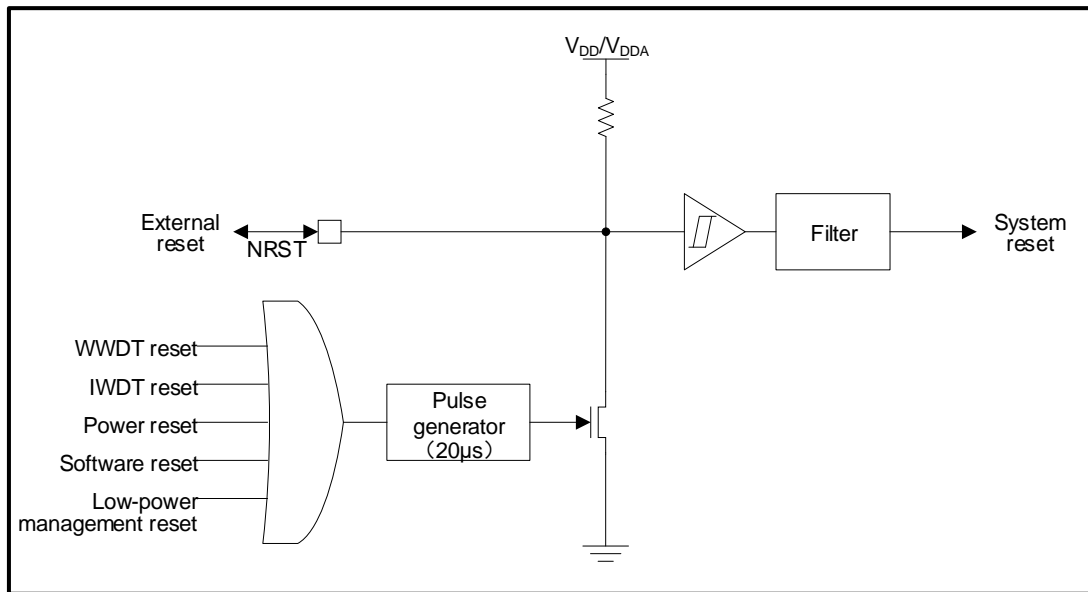 VDD/VDDA
External
reset
NRST
Filter
System
reset
WWDT reset
IWDT reset
Power reset
Software reset
Low-power
management reset
Pulse
generator
（20μs）